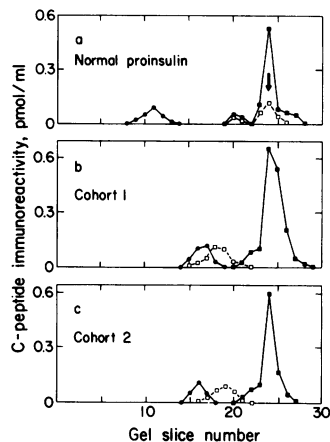 C-peptide immunoreactivity, pmol/ml
0.6
a
Normal proinsulin
0.3
0
0.6
b
Cohort 1
0.3
0
0.6
c
Cohort 2
0.3
0
10 20 30
Gel slice number